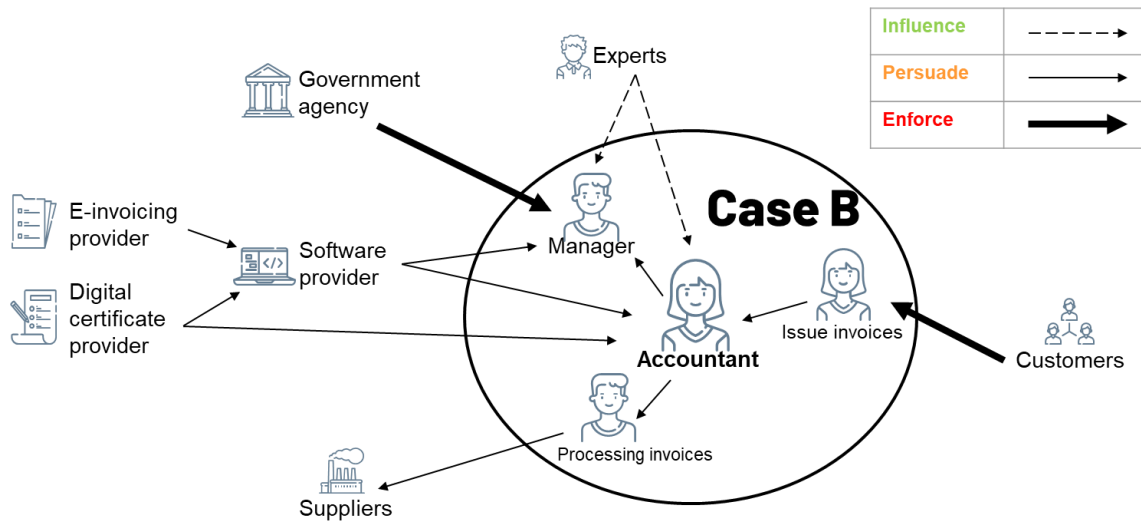 Influence
Persuade
Enforce
Experts
Government
agency
Case B
E-invoicing
provider
Software
provider
Manager
Digital
certificate
provider
Issue invoices
Accountant
Customers
Processing invoices
Suppliers